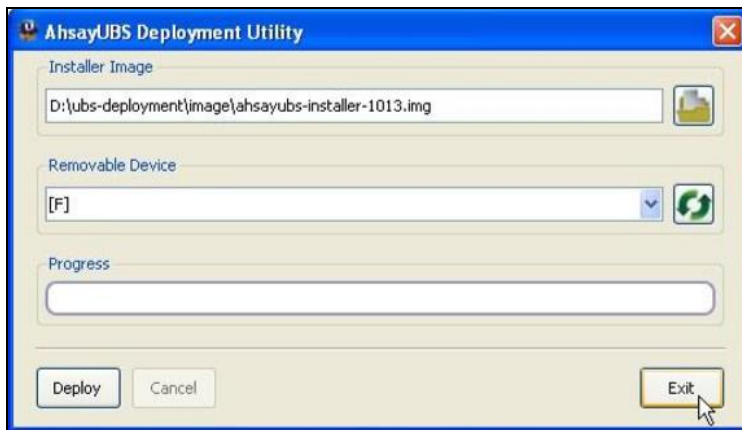 AhsayUBS Deployment Utility
Installer Image
D:\ubs-deployment\image\ahsayubs-installer-1013.img
Removable Device
[F]
Progress
Deploy Cancel Exit